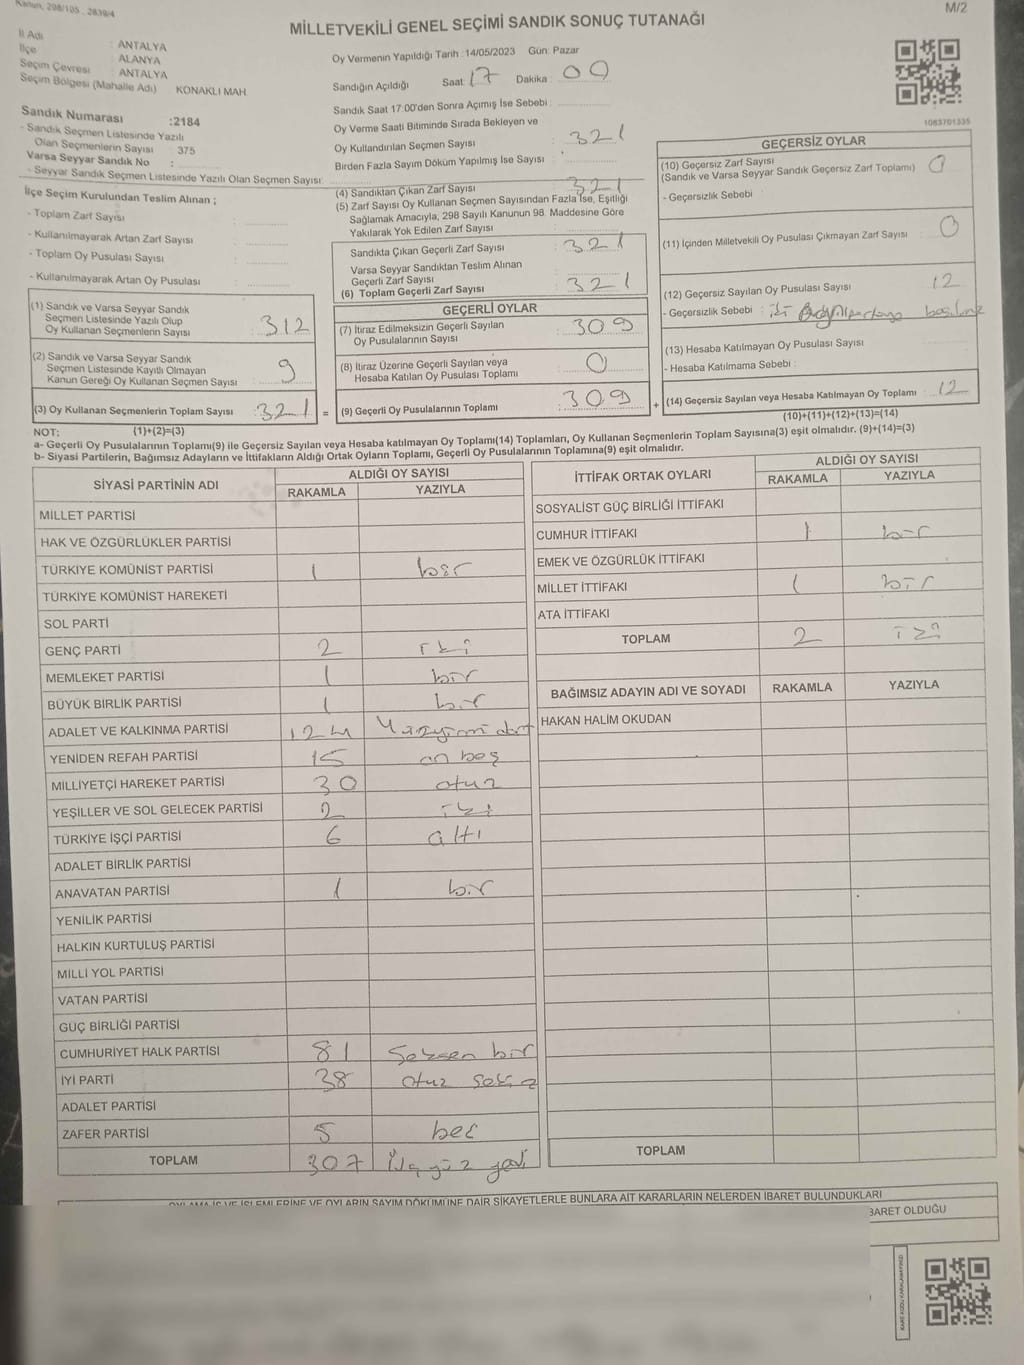 Kanun, 298/105 , 2839/4
M/2
MİLLETVEKİLİ GENEL SEÇİMİ SANDIK SONUÇ TUTANAĞI
İl Adı : ANTALYA
İlçe : ALANYA
Seçim Çevresi : ANTALYA
Seçim Bölgesi (Mahalle Adı) KONAKLI MAH.
Oy Vermenin Yapıldığı Tarih :14/05/2023 Gün: Pazar
Sandığın Açıldığı Saat: 17 Dakika : 00
Sandık Saat 17:00'den Sonra Açımış İse Sebebi :
Oy Verme Saati Bitiminde Sırada Bekleyen ve
Oy Kullandırılan Seçmen Sayısı : 321
Birden Fazla Sayım Döküm Yapılmış İse Sayısı
Sandık Numarası :2184
- Sandık Seçmen Listesinde Yazılı
Olan Seçmenlerin Sayısı : 375
Varsa Seyyar Sandık No :
- Seyyar Sandık Seçmen Listesinde Yazılı Olan Seçmen Sayısı:
1083701335
İlçe Seçim Kurulundan Teslim Alınan ;
- Toplam Zarf Sayısı :
- Kullanılmayarak Artan Zarf Sayısı :
- Toplam Oy Pusulası Sayısı :
- Kullanılmayarak Artan Oy Pusulası :
(1) Sandık ve Varsa Seyyar Sandık
Seçmen Listesinde Yazılı Olup
Oy Kullanan Seçmenlerin Sayısı : 312
(2) Sandık ve Varsa Seyyar Sandık
Seçmen Listesinde Kayıtlı Olmayan
Kanun Gereği Oy Kullanan Seçmen Sayısı : 9
(3) Oy Kullanan Seçmenlerin Toplam Sayısı : 321 =
(1)+(2)=(3)
(4) Sandıktan Çıkan Zarf Sayısı : 321
(5) Zarf Sayısı Oy Kullanan Seçmen Sayısından Fazla İse, Eşitliği
Sağlamak Amacıyla, 298 Sayılı Kanunun 98. Maddesine Göre
Yakılarak Yok Edilen Zarf Sayısı :
Sandıkta Çıkan Geçerli Zarf Sayısı : 321
Varsa Seyyar Sandıktan Teslim Alınan
Geçerli Zarf Sayısı :
(6) Toplam Geçerli Zarf Sayısı : 321
GEÇERLİ OYLAR
(7) İtiraz Edilmeksizin Geçerli Sayılan
Oy Pusulalarının Sayısı : 309
(8) İtiraz Üzerine Geçerli Sayılan veya
Hesaba Katılan Oy Pusulası Toplamı : 0
(9) Geçerli Oy Pusulalarının Toplamı : 309 +
GEÇERSİZ OYLAR
(10) Geçersiz Zarf Sayısı
(Sandık ve Varsa Seyyar Sandık Geçersiz Zarf Toplamı) : 0
- Geçersizlik Sebebi :
(11) İçinden Milletvekili Oy Pusulası Çıkmayan Zarf Sayısı : 0
(12) Geçersiz Sayılan Oy Pusulası Sayısı : 12
- Geçersizlik Sebebi :
(13) Hesaba Katılmayan Oy Pusulası Sayısı :
- Hesaba Katılmama Sebebi :
(14) Geçersiz Sayılan veya Hesaba Katılmayan Oy Toplamı : 12
(10)+(11)+(12)+(13)=(14)
NOT:
a- Geçerli Oy Pusulalarının Toplamı(9) ile Geçersiz Sayılan veya Hesaba katılmayan Oy Toplamı(14) Toplamları, Oy Kullanan Seçmenlerin Toplam Sayısına(3) eşit olmalıdır. (9)+(14)=(3)
b- Siyasi Partilerin, Bağımsız Adayların ve İttifakların Aldığı Ortak Oyların Toplamı, Geçerli Oy Pusulalarının Toplamına(9) eşit olmalıdır.
SİYASİ PARTİNİN ADI ALDIĞI OY SAYISI
RAKAMLA YAZIYLA
MİLLET PARTİSİ
HAK VE ÖZGÜRLÜKLER PARTİSİ
TÜRKİYE KOMÜNİST PARTİSİ 1 bir
TÜRKİYE KOMÜNİST HAREKETİ
SOL PARTİ
GENÇ PARTİ 2 iki
MEMLEKET PARTİSİ 1 bir
BÜYÜK BİRLİK PARTİSİ 1 bir
ADALET VE KALKINMA PARTİSİ 124
YENİDEN REFAH PARTİSİ 15 on beş
MİLLİYETÇİ HAREKET PARTİSİ 30 otuz
YEŞİLLER VE SOL GELECEK PARTİSİ 2 iki
TÜRKİYE İŞÇİ PARTİSİ 6 altı
ADALET BİRLİK PARTİSİ
ANAVATAN PARTİSİ 1 bir
YENİLİK PARTİSİ
HALKIN KURTULUŞ PARTİSİ
MİLLİ YOL PARTİSİ
VATAN PARTİSİ
GÜÇ BİRLİĞİ PARTİSİ
CUMHURİYET HALK PARTİSİ 81 Seksen bir
İYİ PARTİ 38 otuz sekiz
ADALET PARTİSİ
ZAFER PARTİSİ 5 beş
TOPLAM 307 üç yüz yedi
İTTİFAK ORTAK OYLARI ALDIĞI OY SAYISI
RAKAMLA YAZIYLA
SOSYALİST GÜÇ BİRLİĞİ İTTİFAKI
CUMHUR İTTİFAKI 1 bir
EMEK VE ÖZGÜRLÜK İTTİFAKI
MİLLET İTTİFAKI 1 bir
ATA İTTİFAKI
TOPLAM 2 iki
BAĞIMSIZ ADAYIN ADI VE SOYADI RAKAMLA YAZIYLA
HAKAN HALİM OKUDAN
TOPLAM
OYLAMA İŞ VE İŞLEMLERİNE VE OYLARIN SAYIM DÖKÜMÜNE DAİR ŞİKAYETLERLE BUNLARA AİT KARARLARIN NELERDEN İBARET BULUNDUKLARI
BARET OLDUĞU